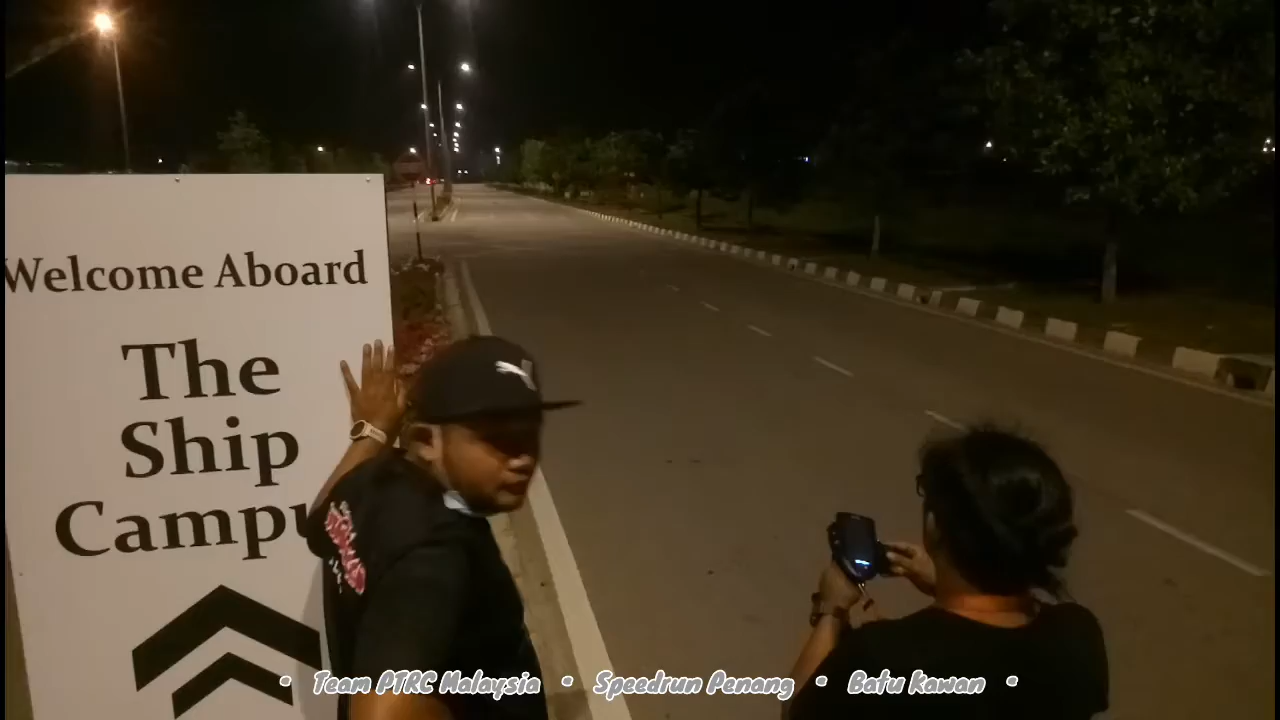 Welcome Aboard
The
Ship
Campu
• Team PTRC Malaysia • Speedrun Penang • Batu Kawan •